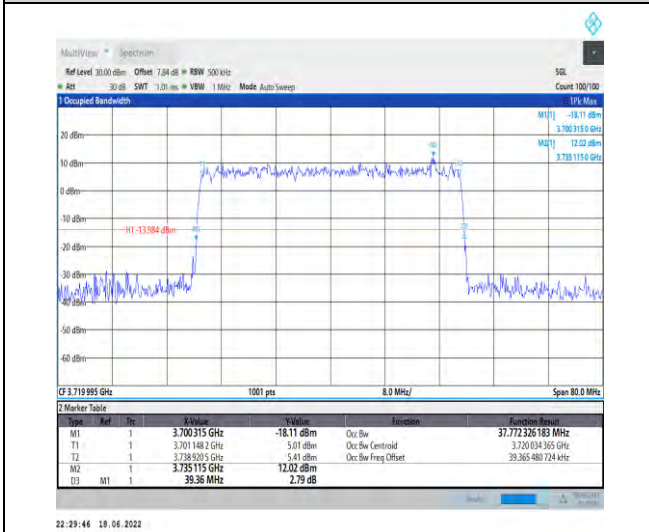 MultiView Spectrum
Ref Level 30.00 dBm Offset 7.84 dB RBW 500 kHz SGL
Att 30 dB SWT 1.01 ms VBW 1 MHz Mode Auto Sweep Count 100/100
1 Occupied Bandwidth 1Pk Max
M1[1] -18.11 dBm
3.700 315 0 GHz
M2[1] 12.02 dBm
3.735 115 0 GHz
20 dBm
10 dBm
0 dBm
-10 dBm
H1 -13.984 dBm
-20 dBm
-30 dBm
-40 dBm
-50 dBm
-60 dBm
CF 3.719 995 GHz 1001 pts 8.0 MHz/ Span 80.0 MHz
2 Marker Table
Type Ref Trc X-Value Y-Value Function Function Result
M1 1 3.700 315 GHz -18.11 dBm Occ Bw 37.772 326 183 MHz
T1 1 3.701 148 2 GHz 5.01 dBm Occ Bw Centroid 3.720 034 365 GHz
T2 1 3.738 920 5 GHz 5.41 dBm Occ Bw Freq Offset 39.365 480 724 kHz
M2 1 3.735 115 GHz 12.02 dBm
D3 M1 1 39.36 MHz 2.79 dB
22:29:46 18.06.2022